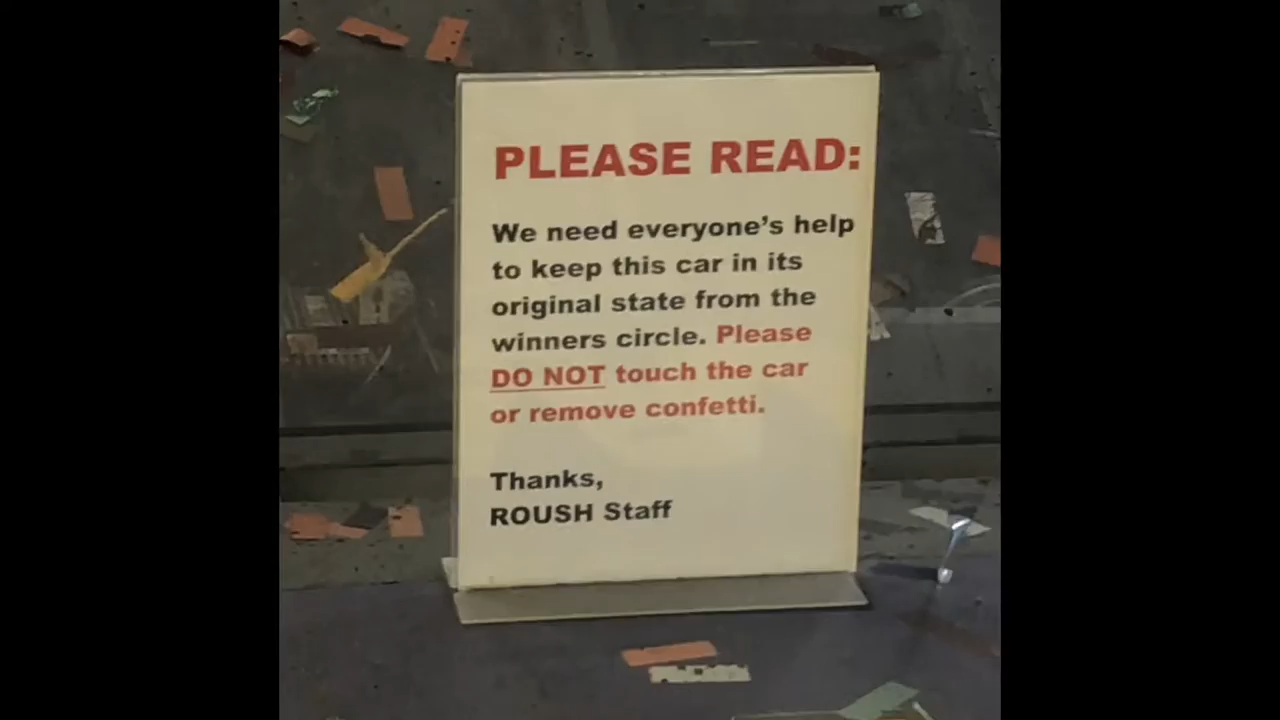 PLEASE READ:
We need everyone's help
to keep this car in its
original state from the
winners circle. Please
DO NOT touch the car
or remove confetti.
Thanks,
ROUSH Staff